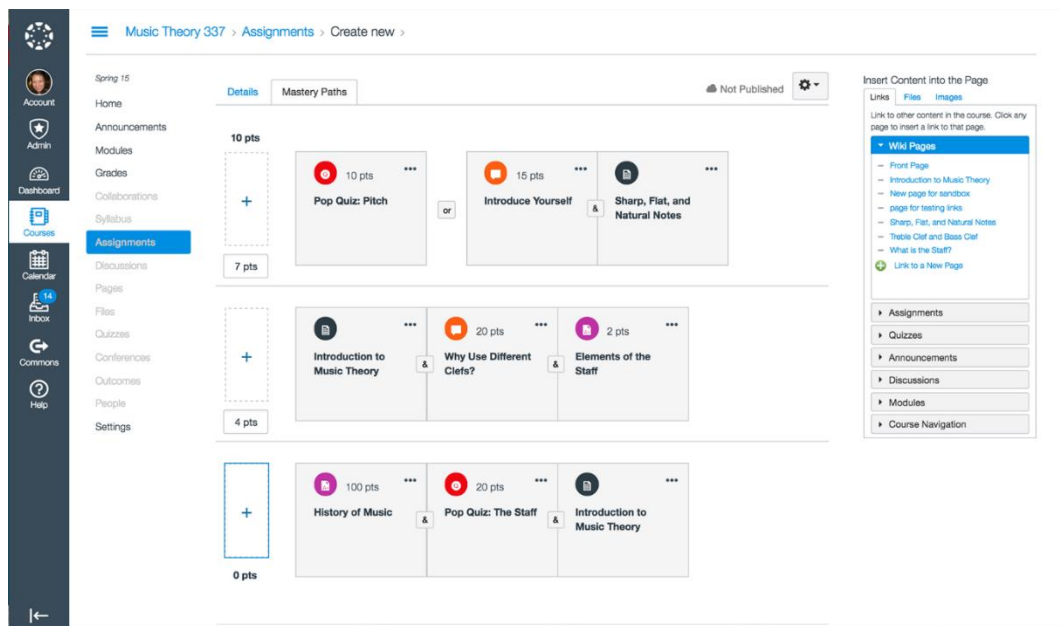 Music Theory 337 > Assignments > Create new >
Account
Admin
Dashboard
Courses
Calendar
14
Inbox
Commons
Help
Spring 15
Home
Announcements
Modules
Grades
Collaborations
Syllabus
Assignments
Discussions
Pages
Files
Quizzes
Conferences
Outcomes
People
Settings
Details
Mastery Paths
Not Published
10 pts
+
7 pts
10 pts
Pop Quiz: Pitch
or
15 pts
Introduce Yourself
&
Sharp, Flat, and
Natural Notes
+
4 pts
Introduction to
Music Theory
&
20 pts
Why Use Different
Clefs?
&
2 pts
Elements of the
Staff
+
0 pts
100 pts
History of Music
&
20 pts
Pop Quiz: The Staff
&
Introduction to
Music Theory
Insert Content into the Page
Links Files Images
Link to other content in the course. Click any
page to insert a link to that page.
Wiki Pages
– Front Page
– Introduction to Music Theory
– New page for sandbox
– page for testing links
– Sharp, Flat, and Natural Notes
– Treble Clef and Bass Clef
– What is the Staff?
Link to a New Page
Assignments
Quizzes
Announcements
Discussions
Modules
Course Navigation